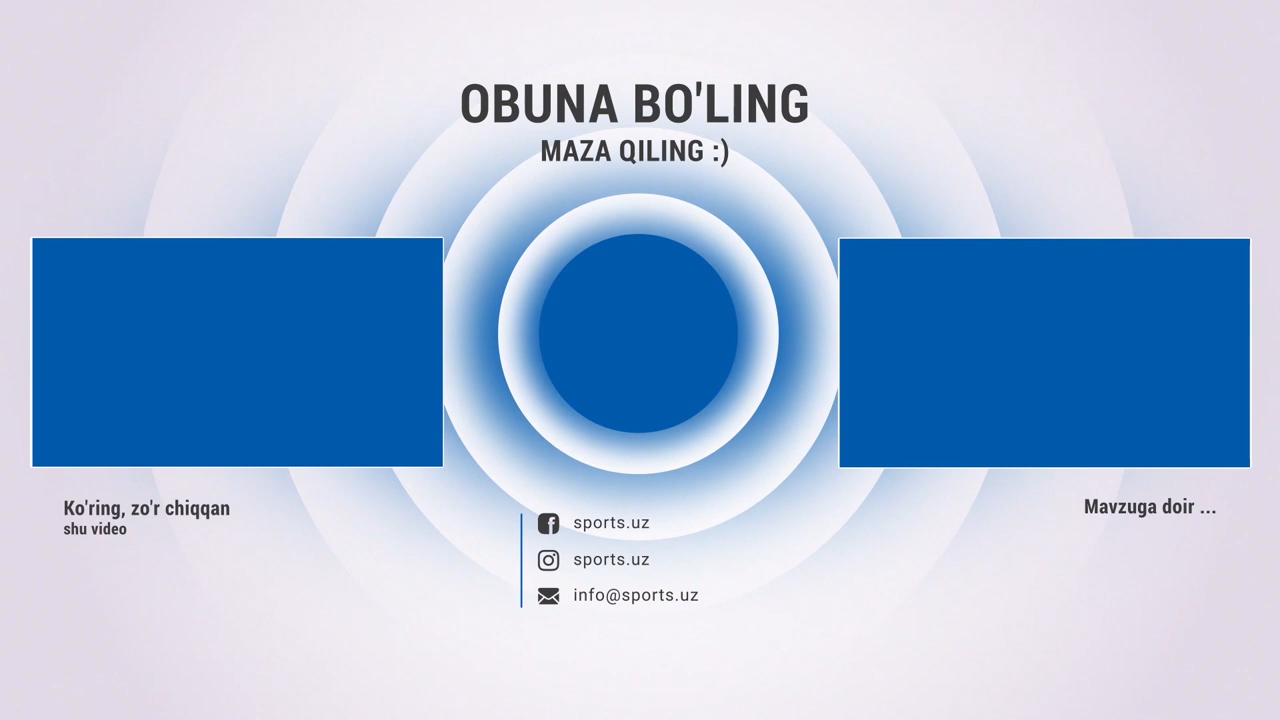 OBUNA BO'LING
MAZA QILING :)
Ko'ring, zo'r chiqqan
shu video
Mavzuga doir ...
sports.uz
sports.uz
info@sports.uz